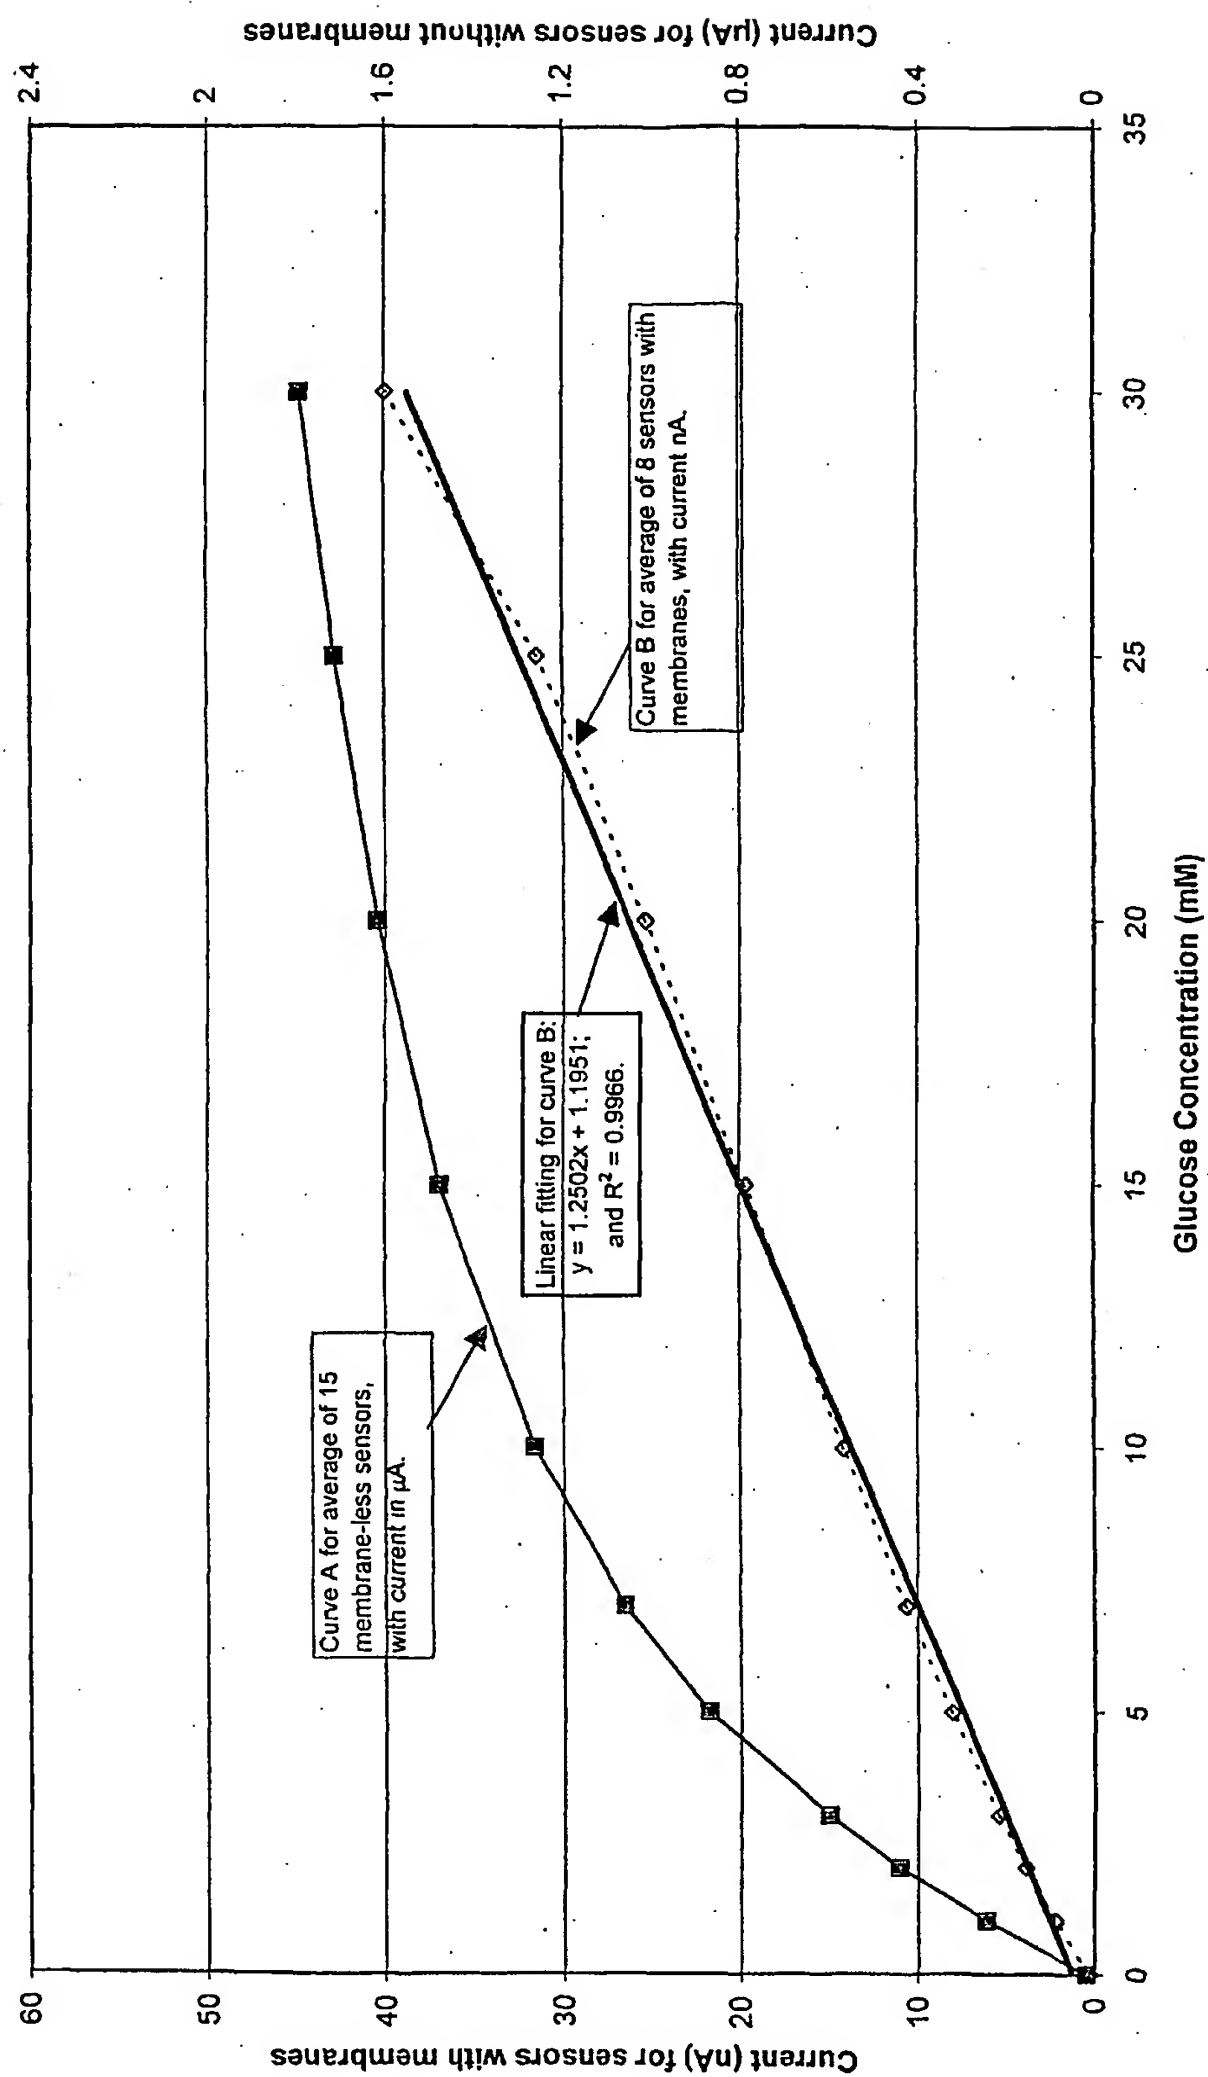 Current (µA) for sensors without membranes
2.4
2
1.6
1.2
0.8
0.4
0
Curve A for average of 15
membrane-less sensors,
with current in µA.
Linear fitting for curve B:
y = 1.2502x + 1.1951;
and R² = 0.9966.
Curve B for average of 8 sensors with
membranes, with current nA.
60
50
40
30
20
10
0
Current (nA) for sensors with membranes
0
5
10
15
20
25
30
35
Glucose Concentration (mM)